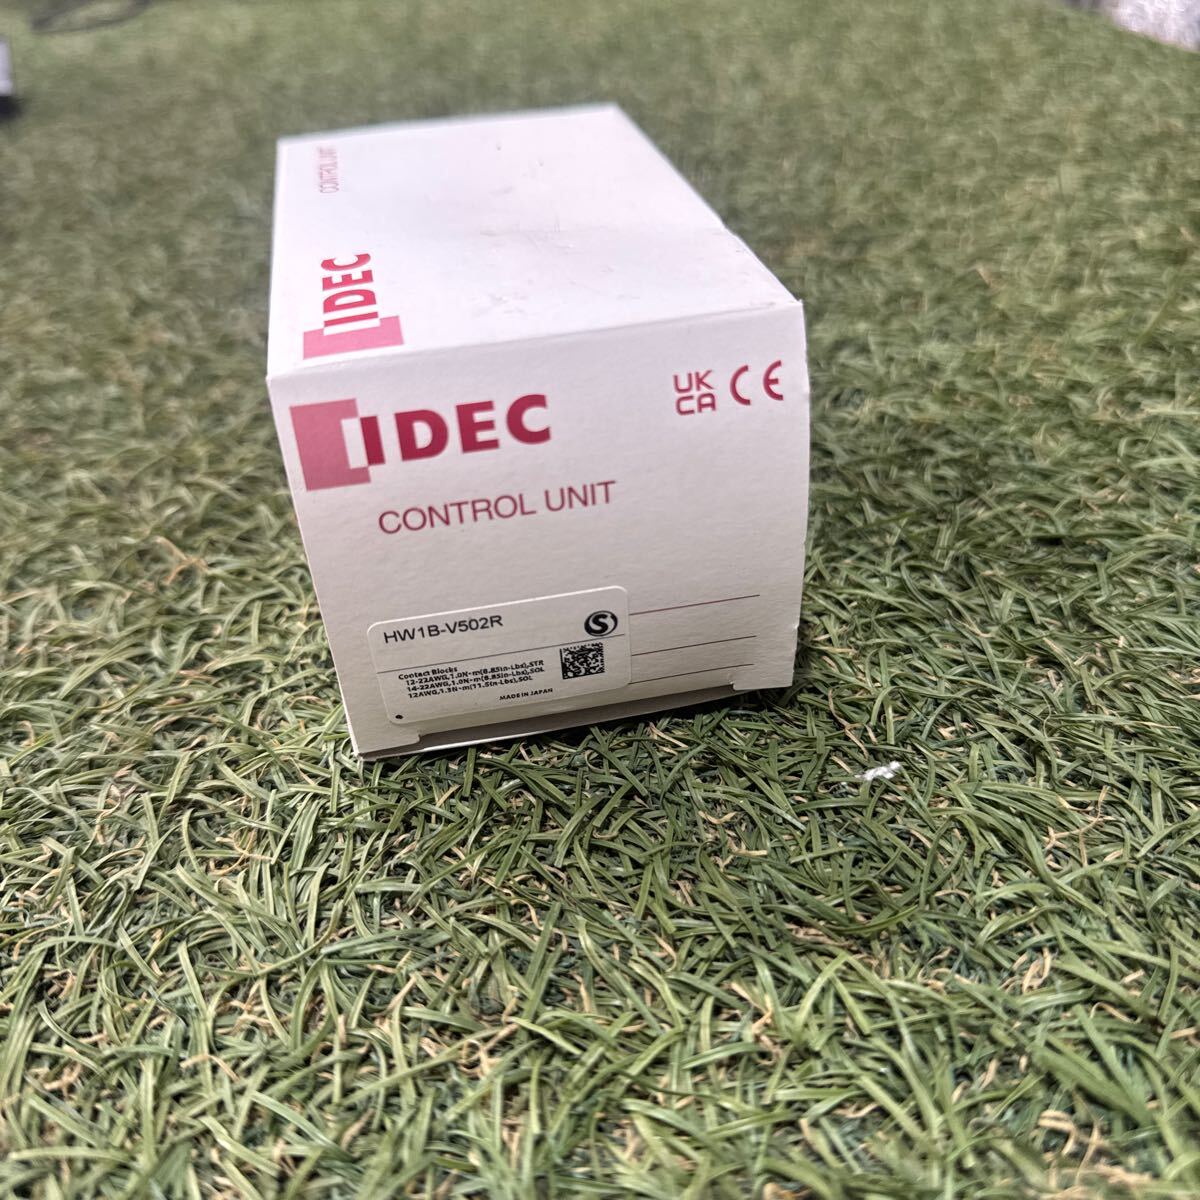 CONTROL UNIT
IDEC
IDEC
UK CA CE
CONTROL UNIT
HW1B-V502R
S
Contact Blocks
12-22AWG,1.0N·m(8.85in-Lbs),STR
14-22AWG,1.0N·m(8.85in-Lbs),SOL
12AWG,1.3N·m(11.5in-Lbs),SOL
MADE IN JAPAN